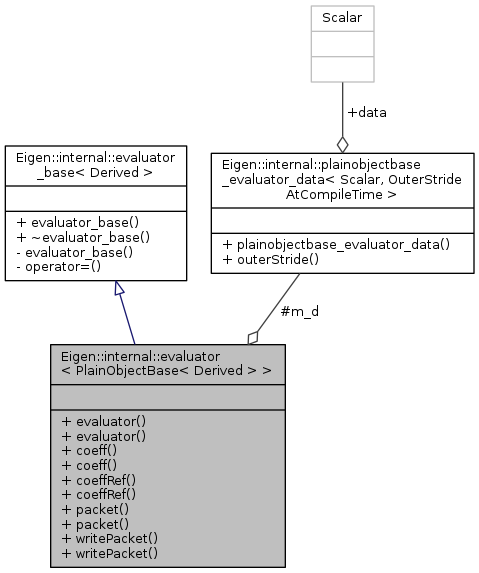 Scalar
+data
Eigen::internal::evaluator
_base< Derived >
+ evaluator_base()
+ ~evaluator_base()
- evaluator_base()
- operator=()
Eigen::internal::plainobjectbase
_evaluator_data< Scalar, OuterStride
AtCompileTime >
+ plainobjectbase_evaluator_data()
+ outerStride()
#m_d
Eigen::internal::evaluator
< PlainObjectBase< Derived > >
+ evaluator()
+ evaluator()
+ coeff()
+ coeff()
+ coeffRef()
+ coeffRef()
+ packet()
+ packet()
+ writePacket()
+ writePacket()